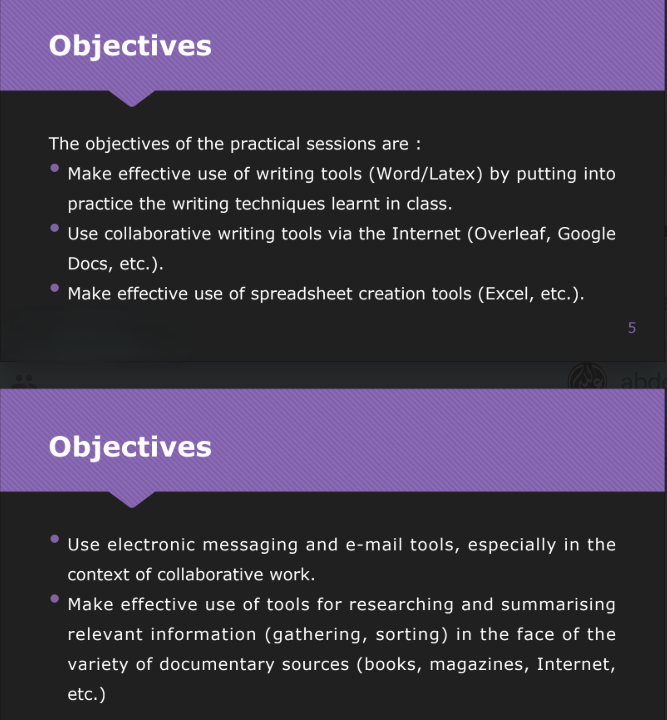 Objectives
The objectives of the practical sessions are :
Make effective use of writing tools (Word/Latex) by putting into
practice the writing techniques learnt in class.
Use collaborative writing tools via the Internet (Overleaf, Google
Docs, etc.).
Make effective use of spreadsheet creation tools (Excel, etc.).
5
Objectives
Use electronic messaging and e-mail tools, especially in the
context of collaborative work.
Make effective use of tools for researching and summarising
relevant information (gathering, sorting) in the face of the
variety of documentary sources (books, magazines, Internet,
etc.)